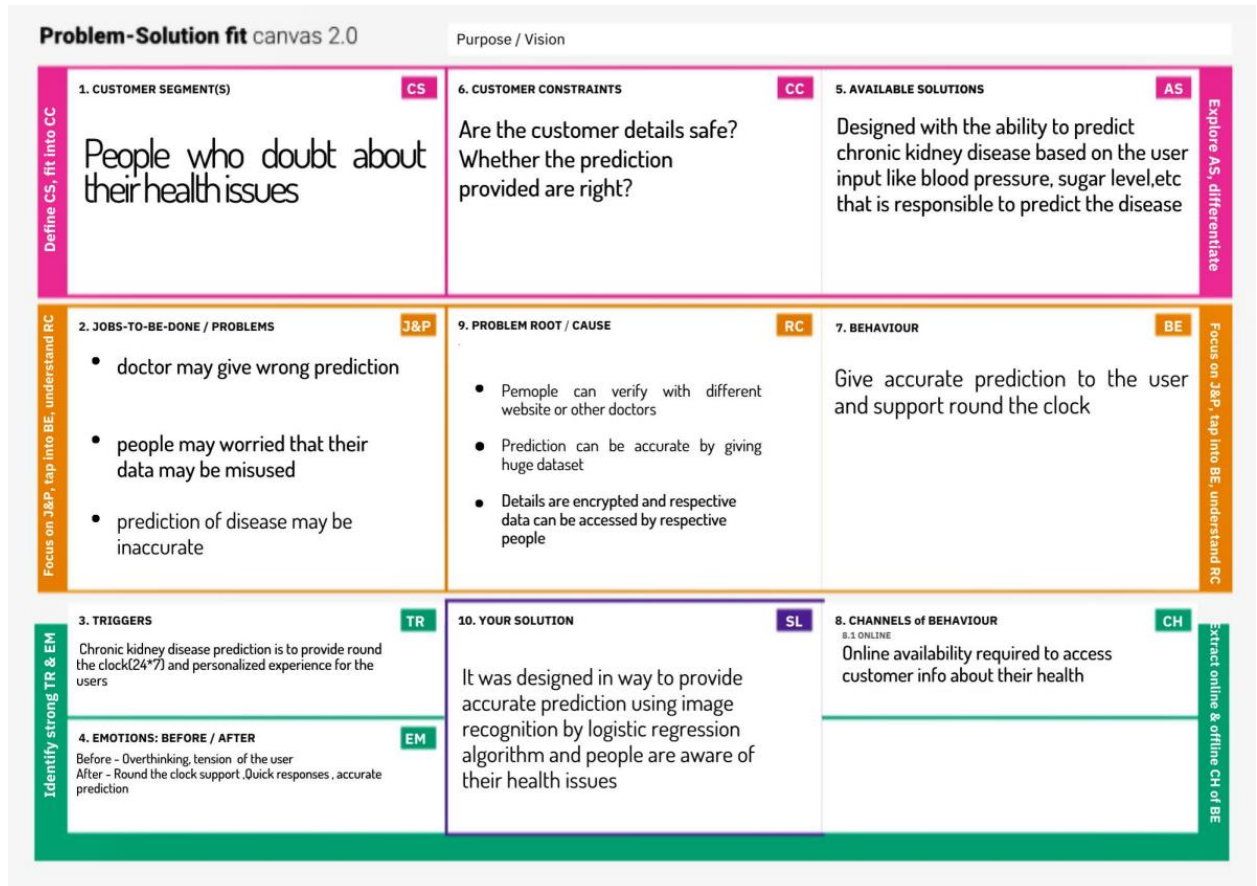 Problem-Solution fit canvas 2.0
Purpose / Vision
Define CS, fit into CC
1. CUSTOMER SEGMENT(S)
CS
People who doubt about
their health issues
6. CUSTOMER CONSTRAINTS
CC
Are the customer details safe?
Whether the prediction
provided are right?
5. AVAILABLE SOLUTIONS
AS
Designed with the ability to predict
chronic kidney disease based on the user
input like blood pressure, sugar level,etc
that is responsible to predict the disease
Explore AS, differentiate
Focus on J&P, tap into BE, understand RC
2. JOBS-TO-BE-DONE / PROBLEMS
J&P
• doctor may give wrong prediction
• people may worried that their
data may be misused
• prediction of disease may be
inaccurate
9. PROBLEM ROOT / CAUSE
RC
• Pemople can verify with different
website or other doctors
• Prediction can be accurate by giving
huge dataset
• Details are encrypted and respective
data can be accessed by respective
people
7. BEHAVIOUR
BE
Give accurate prediction to the user
and support round the clock
Focus on J&P, tap into BE, understand RC
Identify strong TR & EM
3. TRIGGERS
TR
Chronic kidney disease prediction is to provide round
the clock(24*7) and personalized experience for the
users
4. EMOTIONS: BEFORE / AFTER
EM
Before - Overthinking, tension of the user
After - Round the clock support ,Quick responses , accurate
prediction
10. YOUR SOLUTION
SL
It was designed in way to provide
accurate prediction using image
recognition by logistic regression
algorithm and people are aware of
their health issues
8. CHANNELS of BEHAVIOUR
CH
8.1 ONLINE
Online availability required to access
customer info about their health
Extract online & offline CH of BE